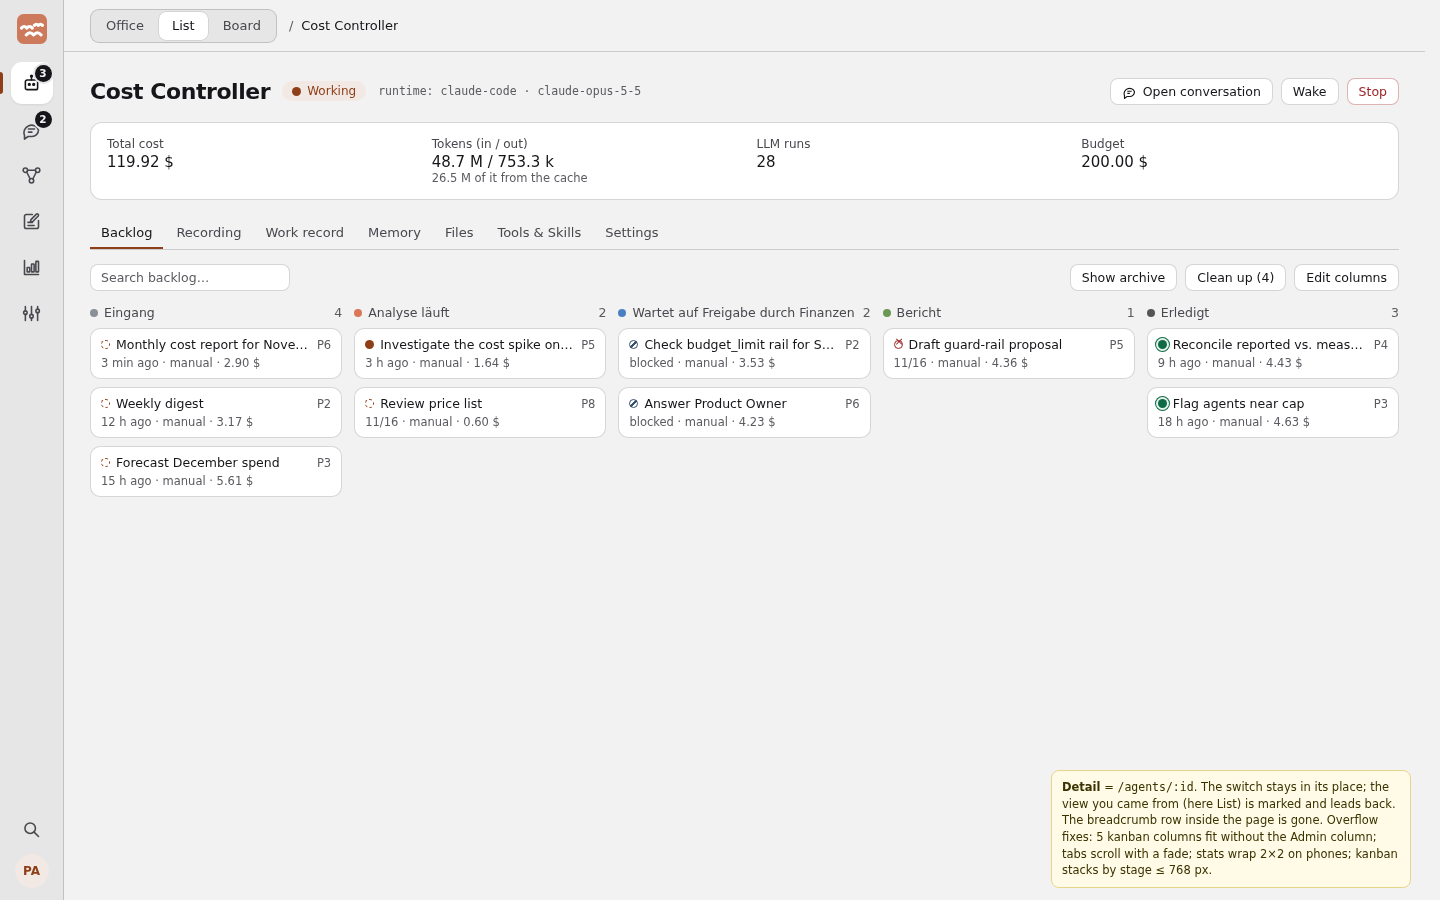 Office List Board / Cost Controller
3
2
Cost Controller Working runtime: claude-code · claude-opus-5-5 Open conversation Wake Stop
Total cost Tokens (in / out) LLM runs Budget
119.92 $ 48.7 M / 753.3 k 28 200.00 $
26.5 M of it from the cache
Backlog Recording Work record Memory Files Tools & Skills Settings
Search backlog… Show archive Clean up (4) Edit columns
Eingang 4
Monthly cost report for Nove… P6
3 min ago · manual · 2.90 $
Weekly digest P2
12 h ago · manual · 3.17 $
Forecast December spend P3
15 h ago · manual · 5.61 $
Analyse läuft 2
Investigate the cost spike on… P5
3 h ago · manual · 1.64 $
Review price list P8
11/16 · manual · 0.60 $
Wartet auf Freigabe durch Finanzen 2
Check budget_limit rail for S… P2
blocked · manual · 3.53 $
Answer Product Owner P6
blocked · manual · 4.23 $
Bericht 1
Draft guard-rail proposal P5
11/16 · manual · 4.36 $
Erledigt 3
Reconcile reported vs. meas… P4
9 h ago · manual · 4.43 $
Flag agents near cap P3
18 h ago · manual · 4.63 $
Detail = /agents/:id. The switch stays in its place; the
view you came from (here List) is marked and leads back.
The breadcrumb row inside the page is gone. Overflow
fixes: 5 kanban columns fit without the Admin column;
tabs scroll with a fade; stats wrap 2×2 on phones; kanban
stacks by stage ≤ 768 px.
PA